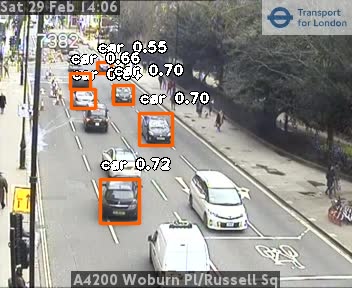 Sat 29 Feb 14:06
Transport
for London
T382
car 0.55
car 0.66
car 0.70
car 0.70
car 0.72
A4200 Woburn Pl/Russell Sq